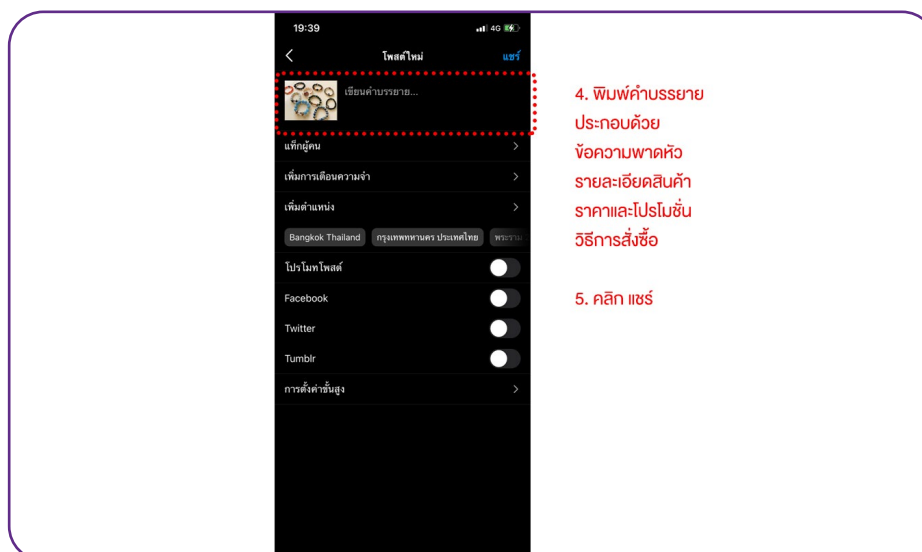 19:39
4G
โพสต์ใหม่
แชร์
เขียนคำบรรยาย...
แท็กผู้คน
เพิ่มการเตือนความจำ
เพิ่มตำแหน่ง
Bangkok Thailand
กรุงเทพทหานคร ประเทศไทย
พระราม
โปรโมทโพสต์
Facebook
Twitter
Tumblr
การตั้งค่าขั้นสูง
4. พิมพ์คำบรรยาย
ประกอบด้วย
ข้อความพาดหัว
รายละเอียดสินค้า
ราคาและโปรโมชั่น
วิธีการสั่งซื้อ
5. คลิก แชร์